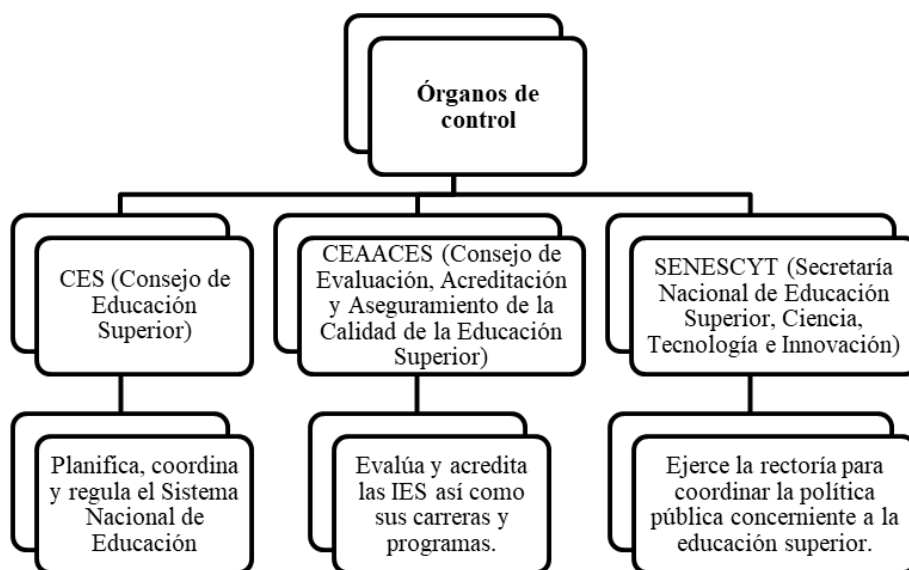 Órganos de
control
CES (Consejo de
Educación
Superior)
CEAACES (Consejo de
Evaluación, Acreditación
y Aseguramiento de la
Calidad de la Educación
Superior)
SENESCYT (Secretaría
Nacional de Educación
Superior, Ciencia,
Tecnología e Innovación)
Planifica, coordina
y regula el Sistema
Nacional de
Educación
Evalúa y acredita
las IES así como
sus carreras y
programas.
Ejerce la rectoría para
coordinar la política
pública concerniente a la
educación superior.